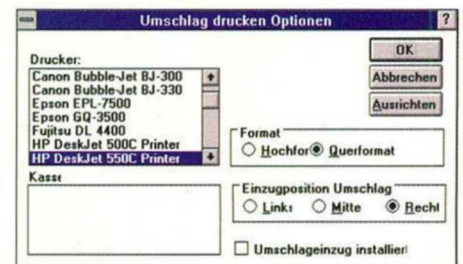 Umschlag drucken Optionen ?
Drucker:
Canon Bubble-Jet BJ-300
Canon Bubble-Jet BJ-330
Epson EPL-7500
Epson GQ-3500
Fujitsu DL 4400
HP DeskJet 500C Printer
HP DeskJet 550C Printer
Kasse
OK
Abbrechen
Ausrichten
Format
Hochfor Querformat
Einzugposition Umschlag
Links Mitte Recht
Umschlageinzug installiert